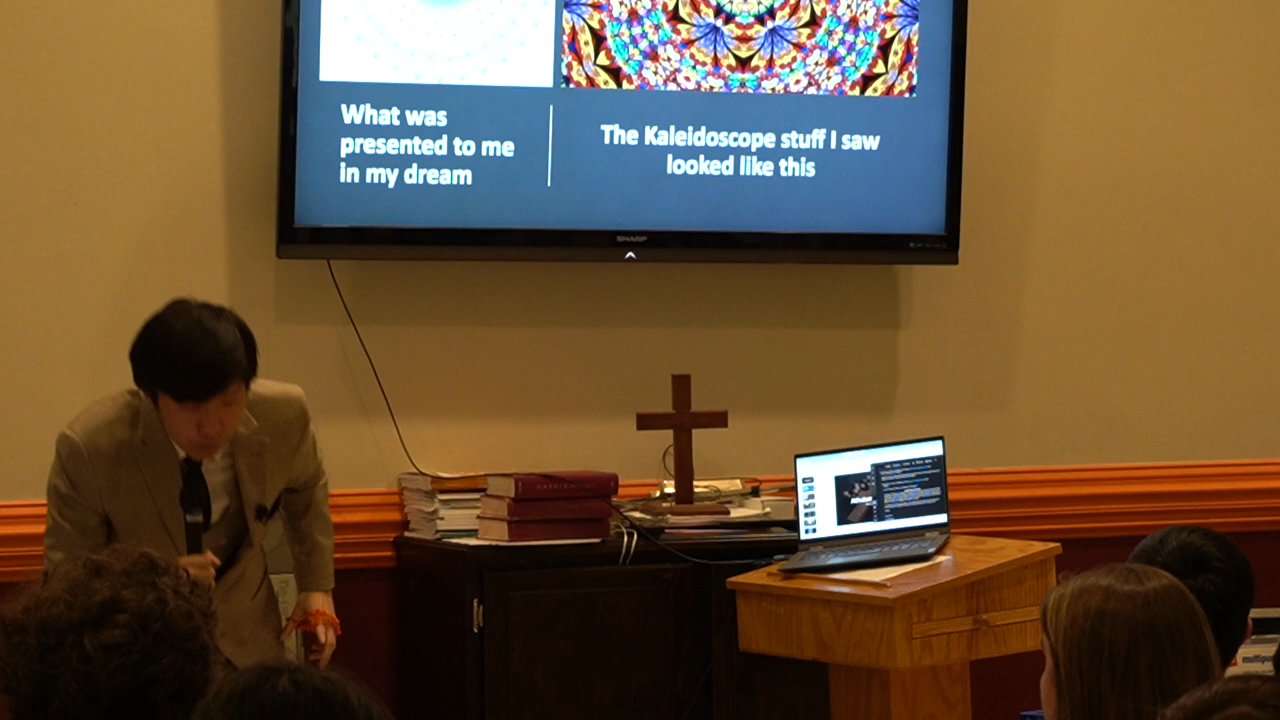 What was
presented to me
in my dream
The Kaleidoscope stuff I saw
looked like this
SHARP